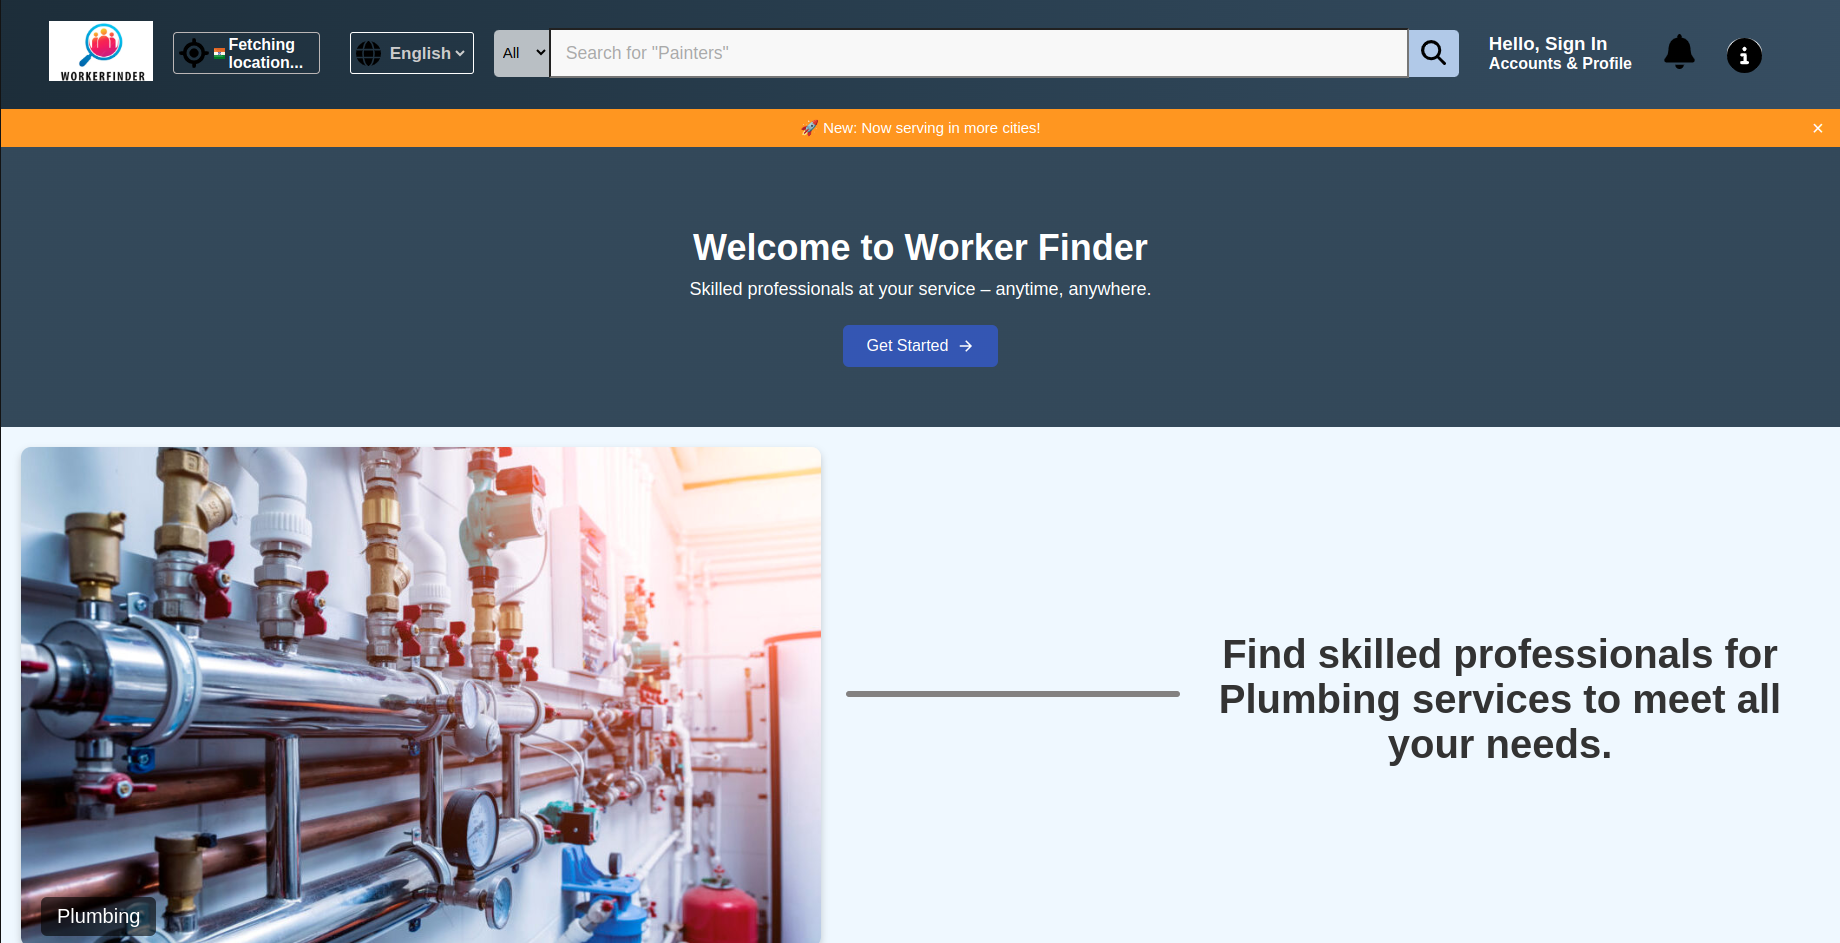 WORKERFINDER
Fetching
location...
English
All
Search for "Painters"
Hello, Sign In
Accounts & Profile
🚀 New: Now serving in more cities!
×
Welcome to Worker Finder
Skilled professionals at your service – anytime, anywhere.
Get Started →
Find skilled professionals for
Plumbing services to meet all
your needs.
Plumbing